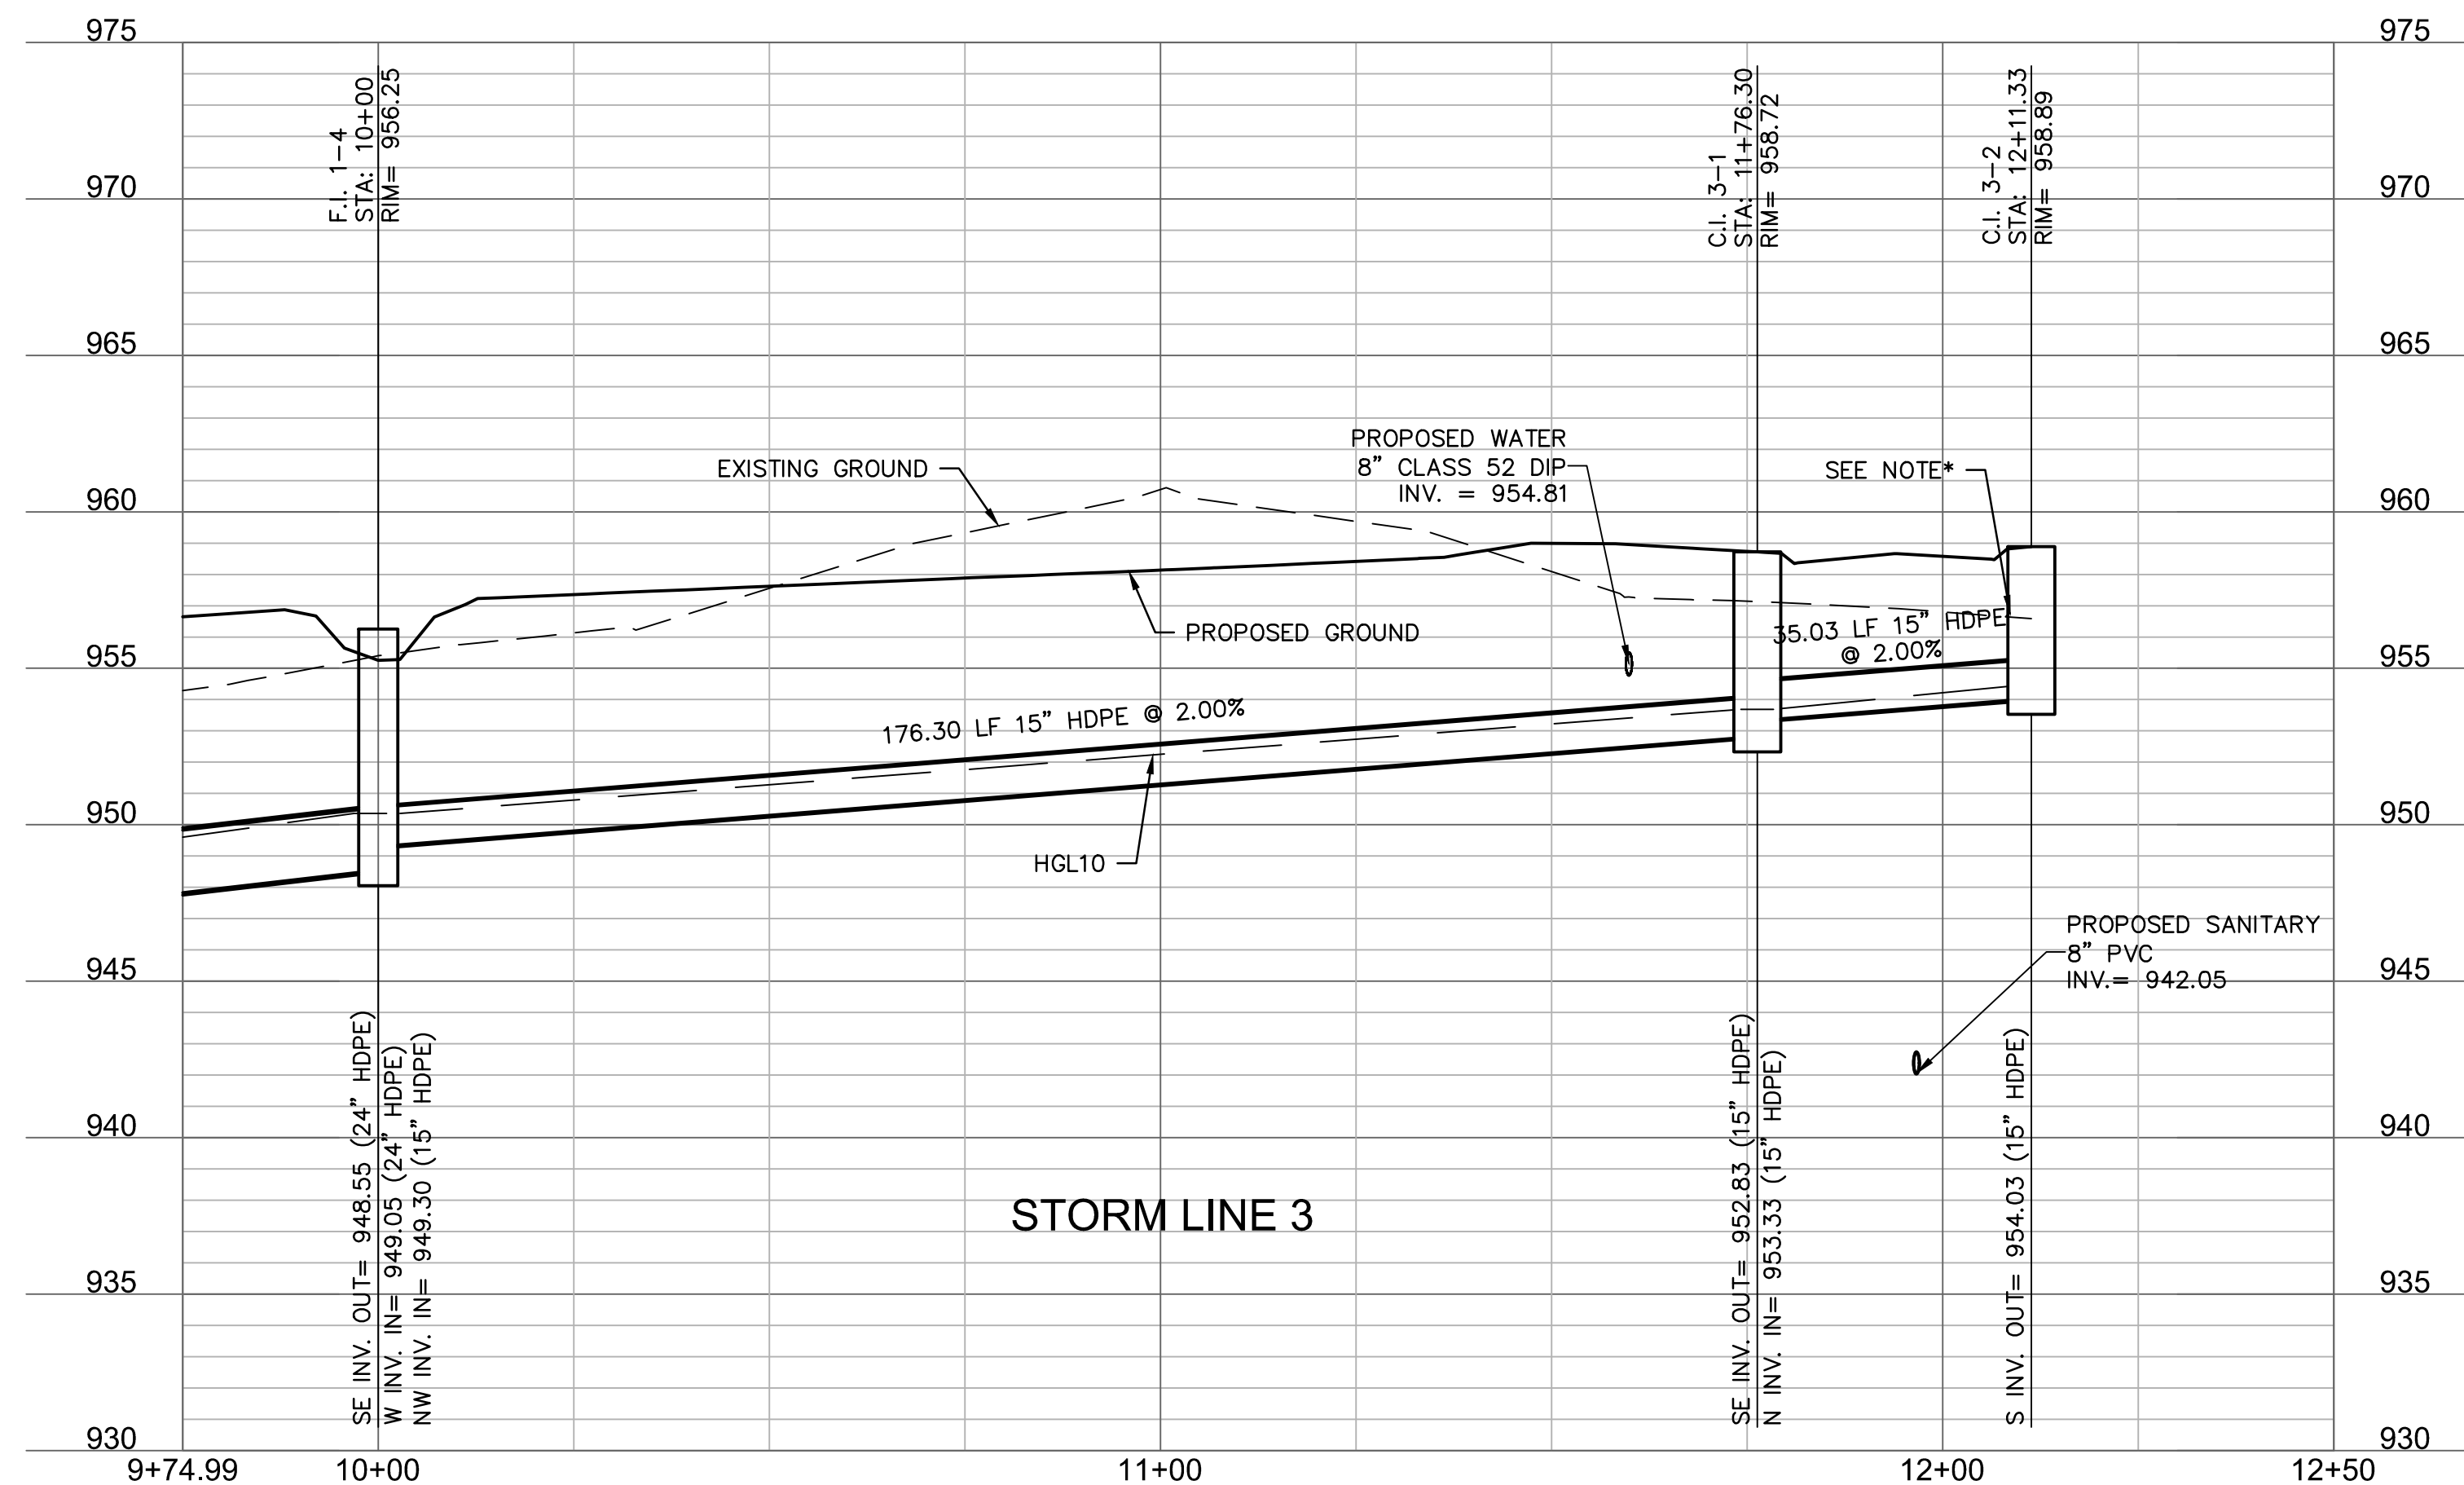 975
975
F.I. 1-4
STA: 10+00
RIM= 956.25
C.I. 3-1
STA: 11+76.30
RIM= 958.72
C.I. 3-2
STA: 12+11.33
RIM= 958.89
970
970
965
965
EXISTING GROUND
PROPOSED WATER
8" CLASS 52 DIP
INV. = 954.81
SEE NOTE*
960
960
PROPOSED GROUND
35.03 LF 15" HDPE
@ 2.00%
955
955
176.30 LF 15" HDPE @ 2.00%
950
950
HGL10
PROPOSED SANITARY
8" PVC
INV.= 942.05
945
945
SE INV. OUT= 948.55 (24" HDPE)
W INV. IN= 949.05 (24" HDPE)
NW INV. IN= 949.30 (15" HDPE)
SE INV. OUT= 952.83 (15" HDPE)
N INV. IN= 953.33 (15" HDPE)
S INV. OUT= 954.03 (15" HDPE)
940
940
STORM LINE 3
935
935
930
930
9+74.99
10+00
11+00
12+00
12+50